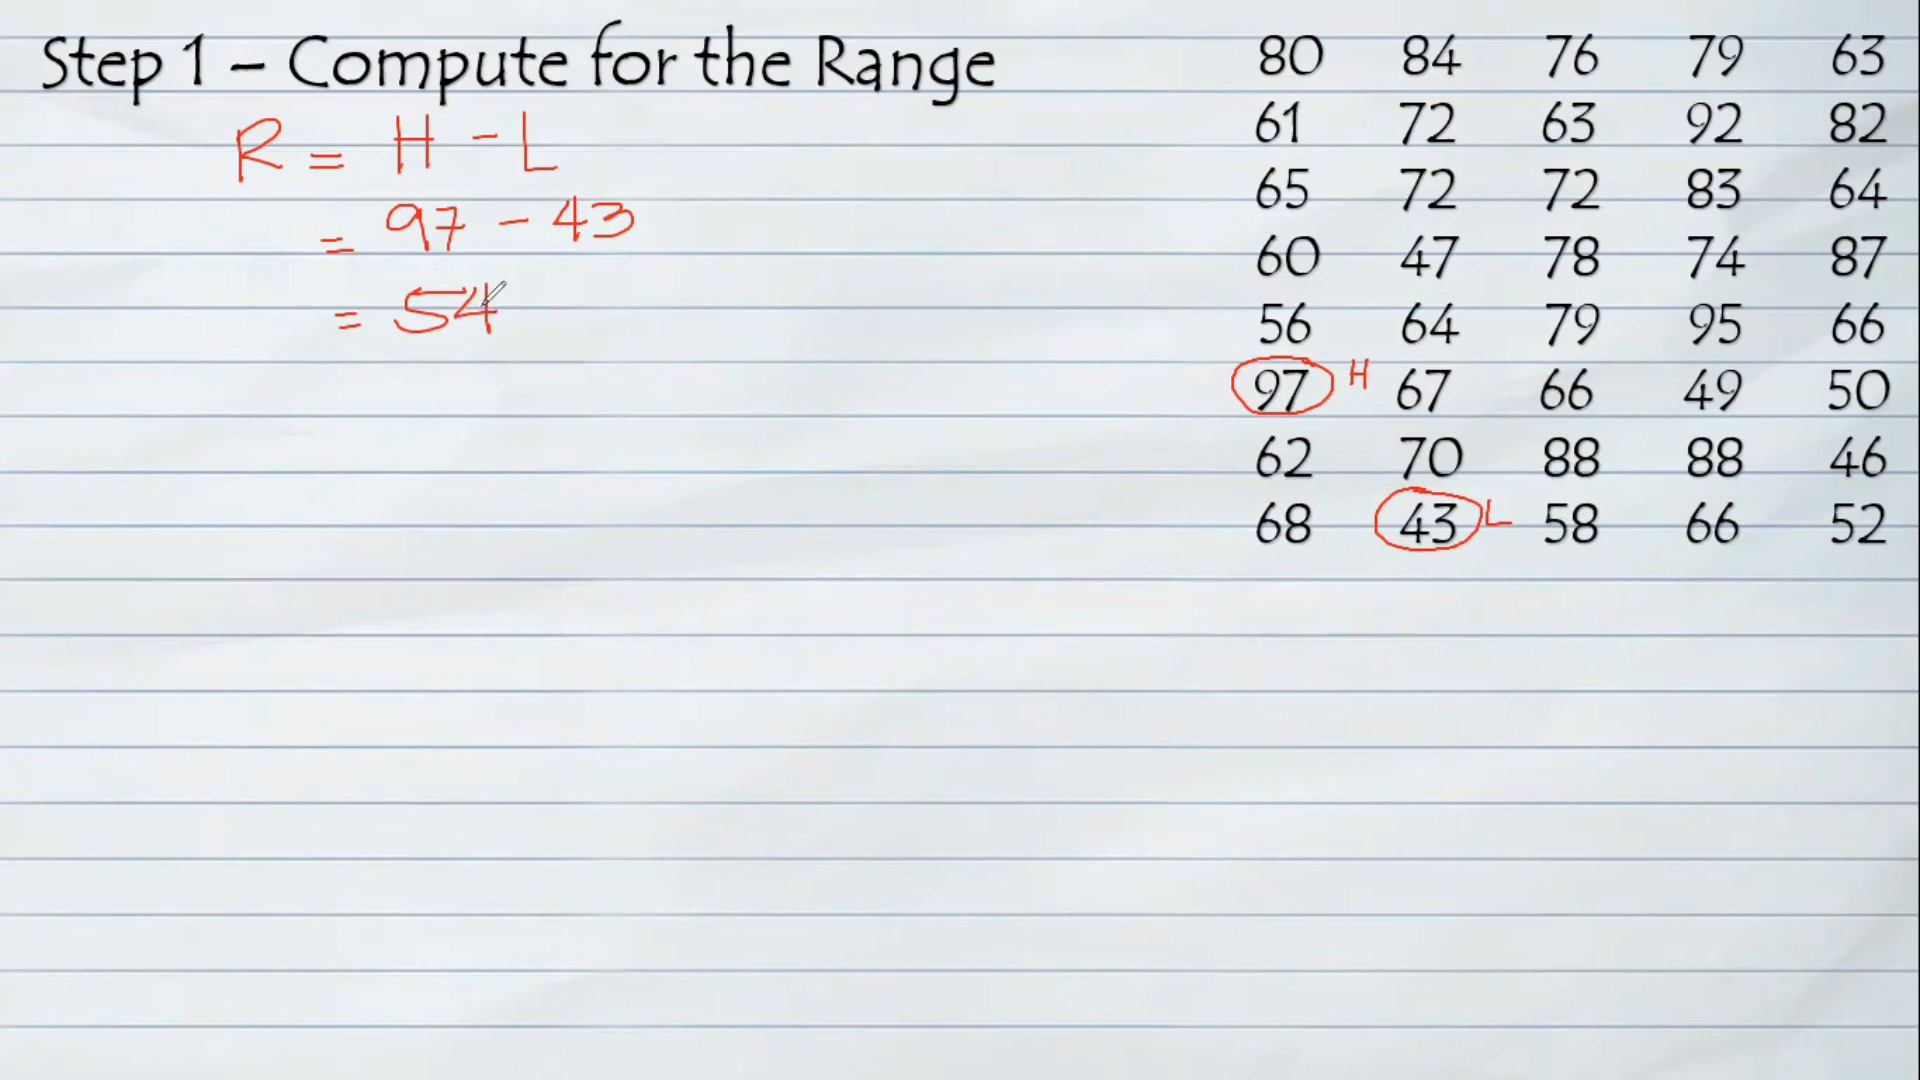 Step 1 – Compute for the Range
R = H - L
= 97 - 43
= 54
80 84 76 79 63
61 72 63 92 82
65 72 72 83 64
60 47 78 74 87
56 64 79 95 66
97 H 67 66 49 50
62 70 88 88 46
68 43 L 58 66 52